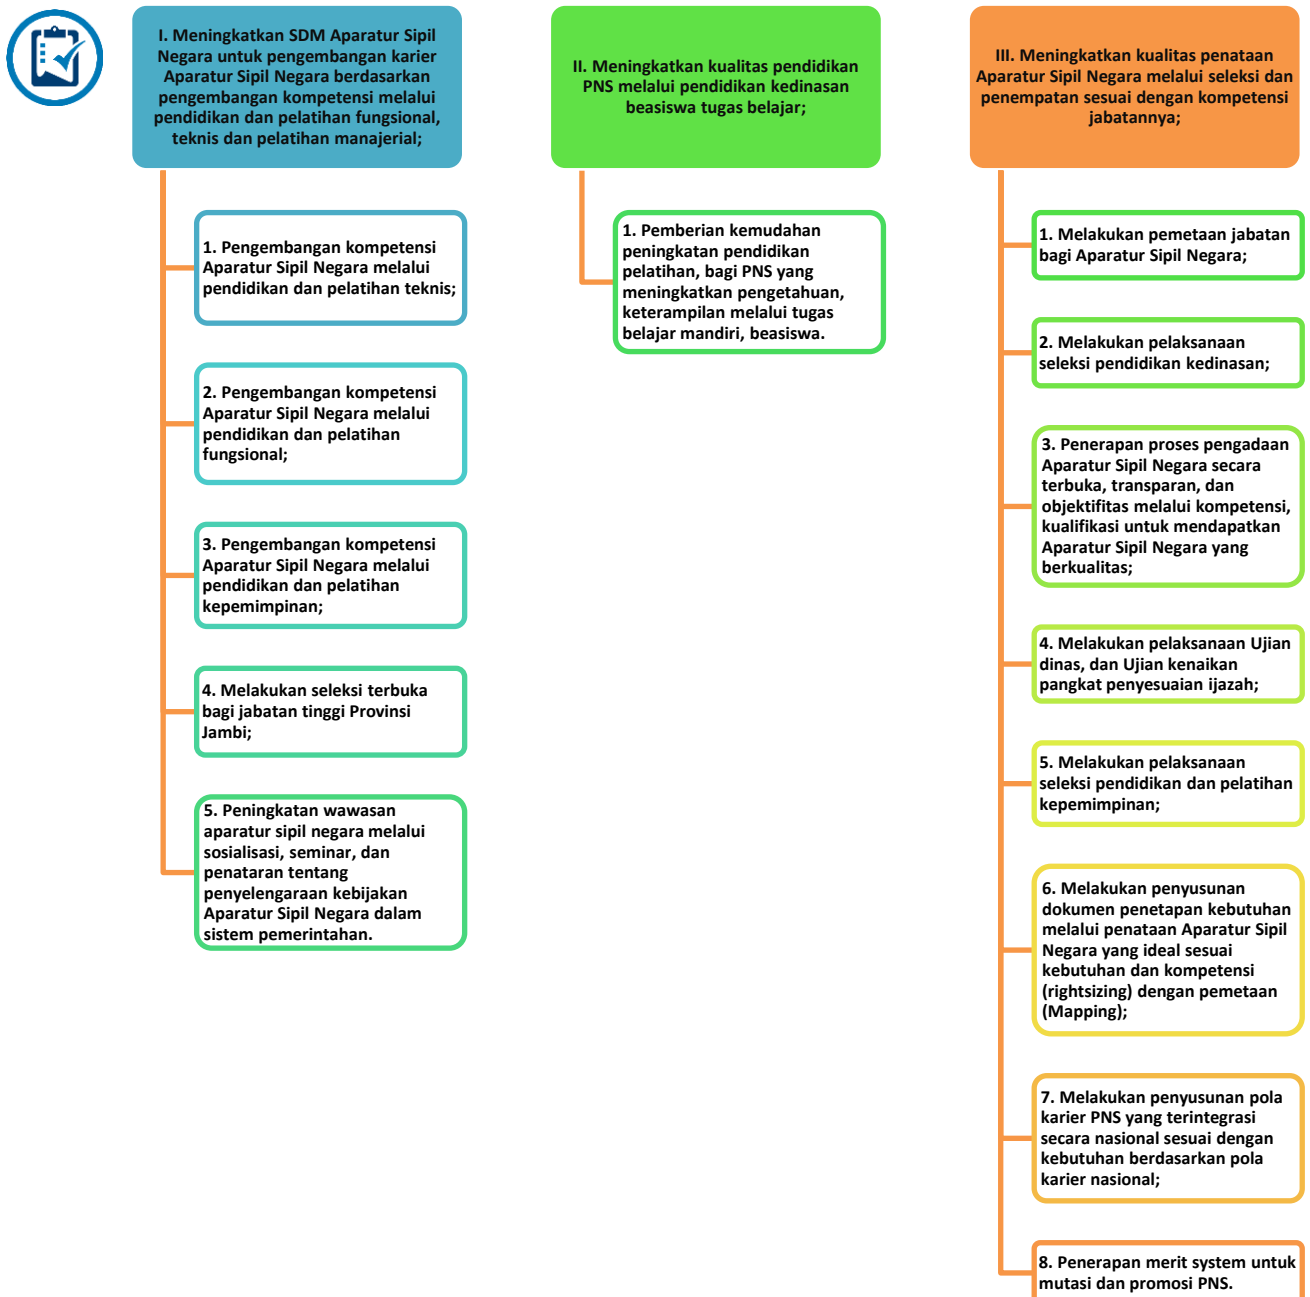 I. Meningkatkan SDM Aparatur Sipil
Negara untuk pengembangan karier
Aparatur Sipil Negara berdasarkan
pengembangan kompetensi melalui
pendidikan dan pelatihan fungsional,
teknis dan pelatihan manajerial;
1. Pengembangan kompetensi
Aparatur Sipil Negara melalui
pendidikan dan pelatihan teknis;
2. Pengembangan kompetensi
Aparatur Sipil Negara melalui
pendidikan dan pelatihan
fungsional;
3. Pengembangan kompetensi
Aparatur Sipil Negara melalui
pendidikan dan pelatihan
kepemimpinan;
4. Melakukan seleksi terbuka
bagi jabatan tinggi Provinsi
Jambi;
5. Peningkatan wawasan
aparatur sipil negara melalui
sosialisasi, seminar, dan
penataran tentang
penyelengaraan kebijakan
Aparatur Sipil Negara dalam
sistem pemerintahan.
II. Meningkatkan kualitas pendidikan
PNS melalui pendidikan kedinasan
beasiswa tugas belajar;
1. Pemberian kemudahan
peningkatan pendidikan
pelatihan, bagi PNS yang
meningkatkan pengetahuan,
keterampilan melalui tugas
belajar mandiri, beasiswa.
III. Meningkatkan kualitas penataan
Aparatur Sipil Negara melalui seleksi dan
penempatan sesuai dengan kompetensi
jabatannya;
1. Melakukan pemetaan jabatan
bagi Aparatur Sipil Negara;
2. Melakukan pelaksanaan
seleksi pendidikan kedinasan;
3. Penerapan proses pengadaan
Aparatur Sipil Negara secara
terbuka, transparan, dan
objektifitas melalui kompetensi,
kualifikasi untuk mendapatkan
Aparatur Sipil Negara yang
berkualitas;
4. Melakukan pelaksanaan Ujian
dinas, dan Ujian kenaikan
pangkat penyesuaian ijazah;
5. Melakukan pelaksanaan
seleksi pendidikan dan pelatihan
kepemimpinan;
6. Melakukan penyusunan
dokumen penetapan kebutuhan
melalui penataan Aparatur Sipil
Negara yang ideal sesuai
kebutuhan dan kompetensi
(rightsizing) dengan pemetaan
(Mapping);
7. Melakukan penyusunan pola
karier PNS yang terintegrasi
secara nasional sesuai dengan
kebutuhan berdasarkan pola
karier nasional;
8. Penerapan merit system untuk
mutasi dan promosi PNS.